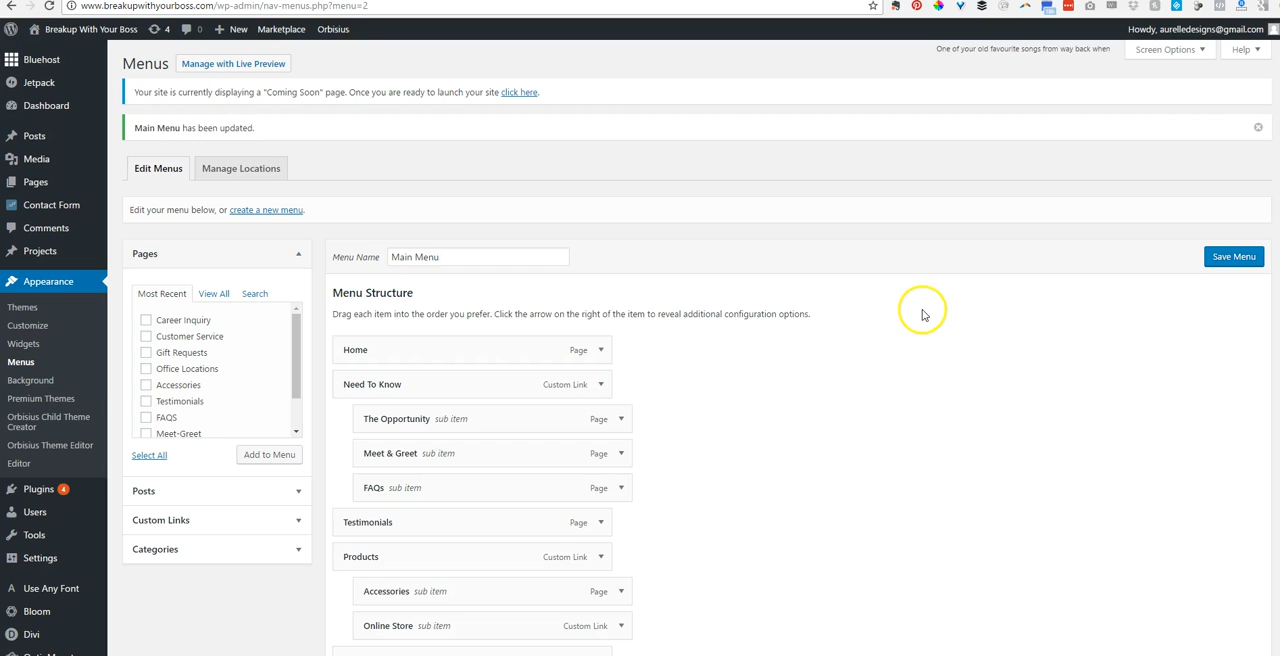 www.breakupwithyourboss.com/wp-admin/nav-menus.php?menu=2
Breakup With Your Boss 4 0 New Marketplace Orbisius Howdy, aurelledesigns@gmail.com
Bluehost
Jetpack
Dashboard
Posts
Media
Pages
Contact Form
Comments
Projects
Appearance
Themes
Customize
Widgets
Menus
Background
Premium Themes
Orbisius Child Theme
Creator
Orbisius Theme Editor
Editor
Plugins 4
Users
Tools
Settings
Use Any Font
Bloom
Divi
One of your old favourite songs from way back when
Screen Options Help
Menus Manage with Live Preview
Your site is currently displaying a "Coming Soon" page. Once you are ready to launch your site click here.
Main Menu has been updated.
Edit Menus Manage Locations
Edit your menu below, or create a new menu.
Pages
Most Recent View All Search
Career Inquiry
Customer Service
Gift Requests
Office Locations
Accessories
Testimonials
FAQS
Meet-Greet
Select All Add to Menu
Posts
Custom Links
Categories
Menu Name Main Menu Save Menu
Menu Structure
Drag each item into the order you prefer. Click the arrow on the right of the item to reveal additional configuration options.
Home Page
Need To Know Custom Link
The Opportunity sub item Page
Meet & Greet sub item Page
FAQs sub item Page
Testimonials Page
Products Custom Link
Accessories sub item Page
Online Store sub item Custom Link